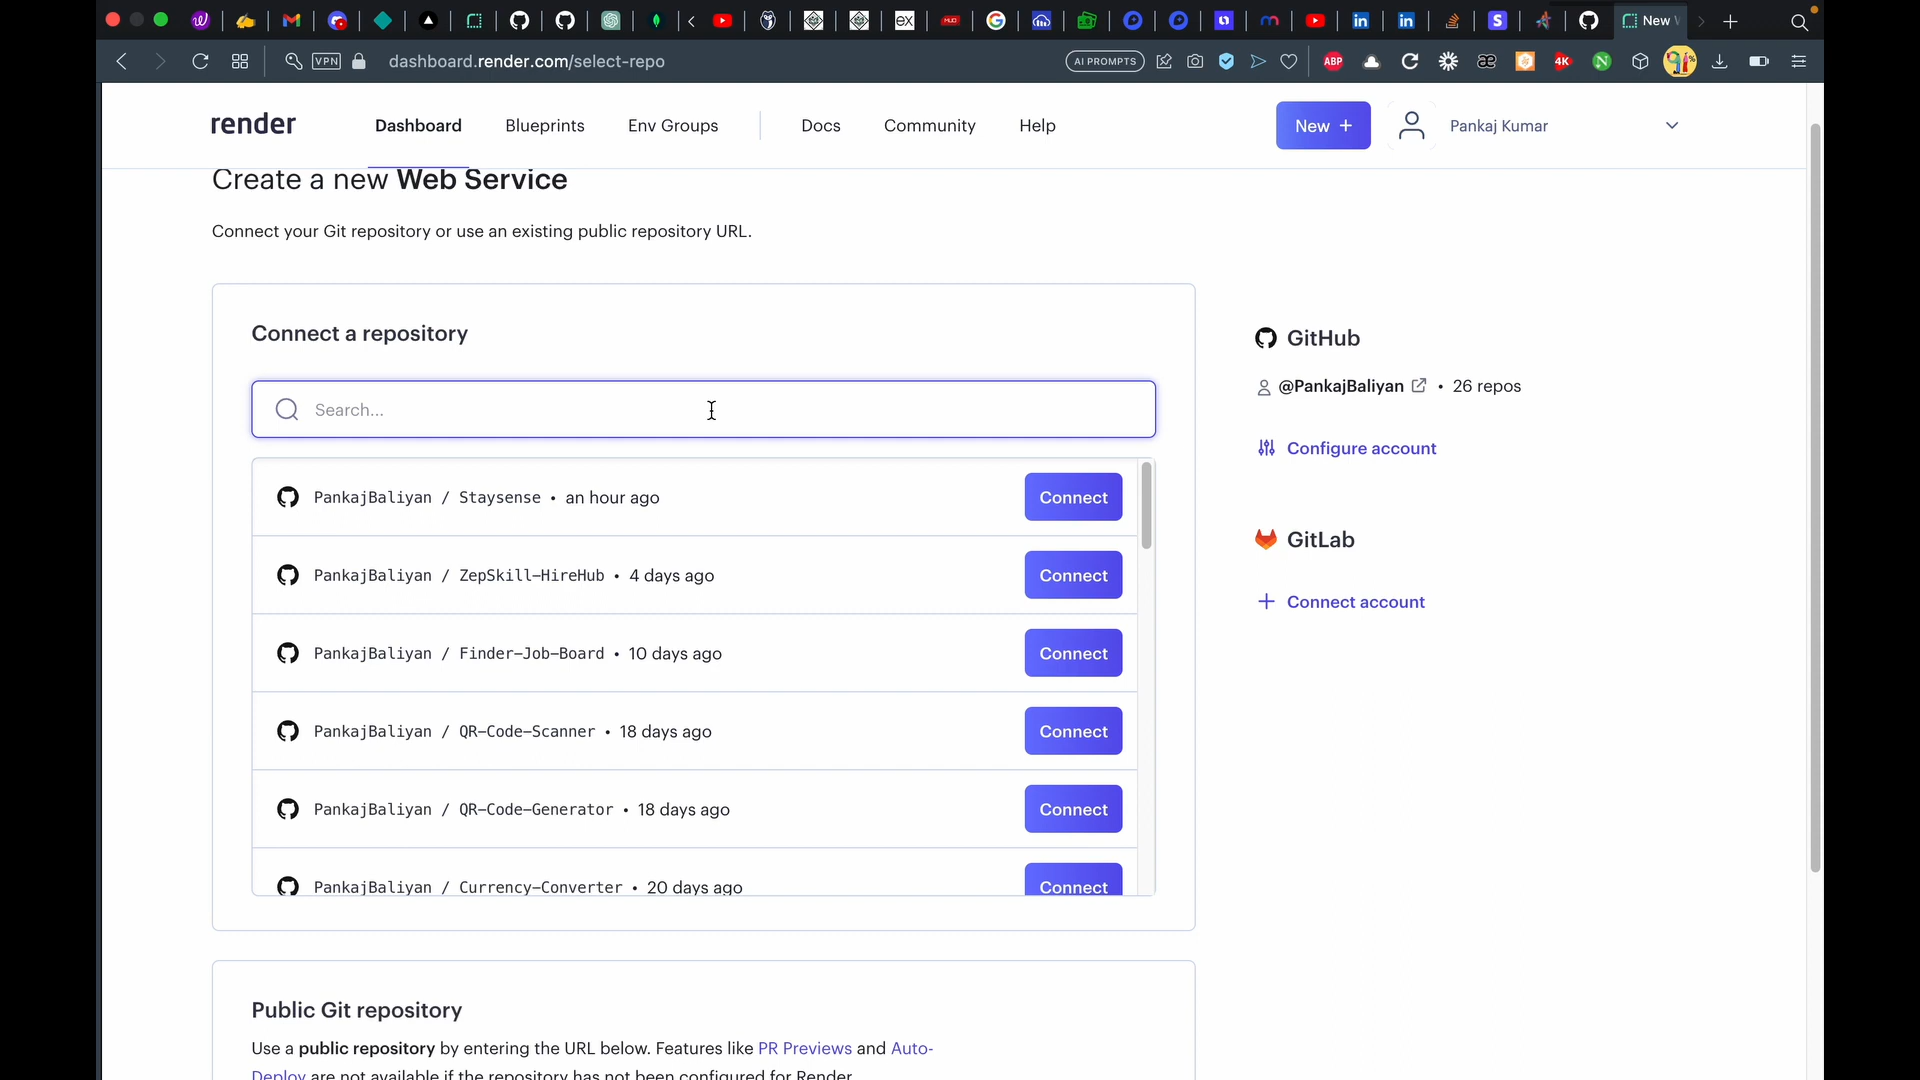 New
VPN
dashboard.render.com/select-repo
AI PROMPTS
ABP
4K
render
Dashboard
Blueprints
Env Groups
Docs
Community
Help
New +
Pankaj Kumar
Create a new Web Service
Connect your Git repository or use an existing public repository URL.
Connect a repository
Search...
PankajBaliyan / Staysense • an hour ago
Connect
PankajBaliyan / ZepSkill-HireHub • 4 days ago
Connect
PankajBaliyan / Finder-Job-Board • 10 days ago
Connect
PankajBaliyan / QR-Code-Scanner • 18 days ago
Connect
PankajBaliyan / QR-Code-Generator • 18 days ago
Connect
PankajBaliyan / Currency-Converter • 20 days ago
Connect
GitHub
@PankajBaliyan • 26 repos
Configure account
GitLab
+ Connect account
Public Git repository
Use a public repository by entering the URL below. Features like PR Previews and Auto-
Deploy are not available if the repository has not been configured for Render.